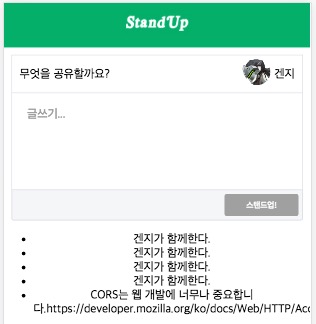 StandUp
무엇을 공유할까요?
겐지
글쓰기...
스탠드업!
겐지가 함께한다.
겐지가 함께한다.
겐지가 함께한다.
겐지가 함께한다.
CORS는 웹 개발에 너무나 중요합니
다.https://developer.mozilla.org/ko/docs/Web/HTTP/Acc